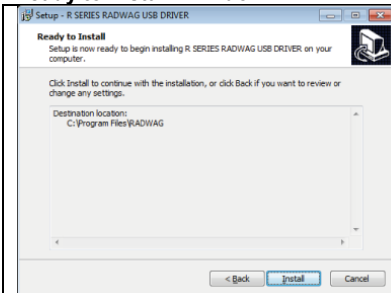 Setup - R SERIES RADWAG USB DRIVER
Ready to Install
Setup is now ready to begin installing R SERIES RADWAG USB DRIVER on your
computer.
Click Install to continue with the installation, or click Back if you want to review or
change any settings.
Destination location:
C:\Program Files\RADWAG
< Back
Install
Cancel